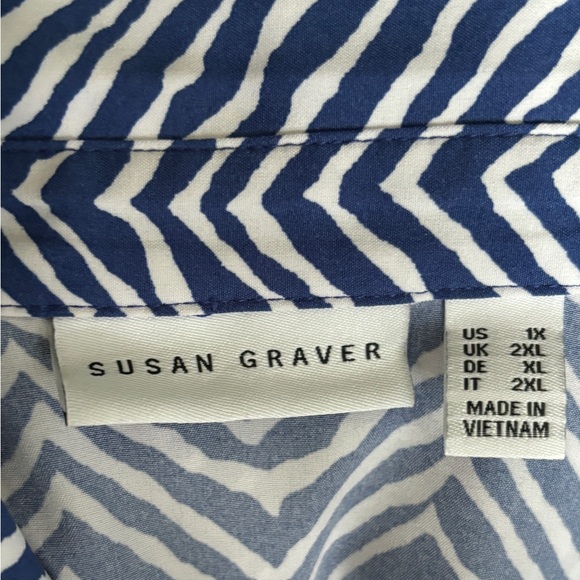 SUSAN GRAVER
US 1X
UK 2XL
DE XL
IT 2XL
MADE IN
VIETNAM